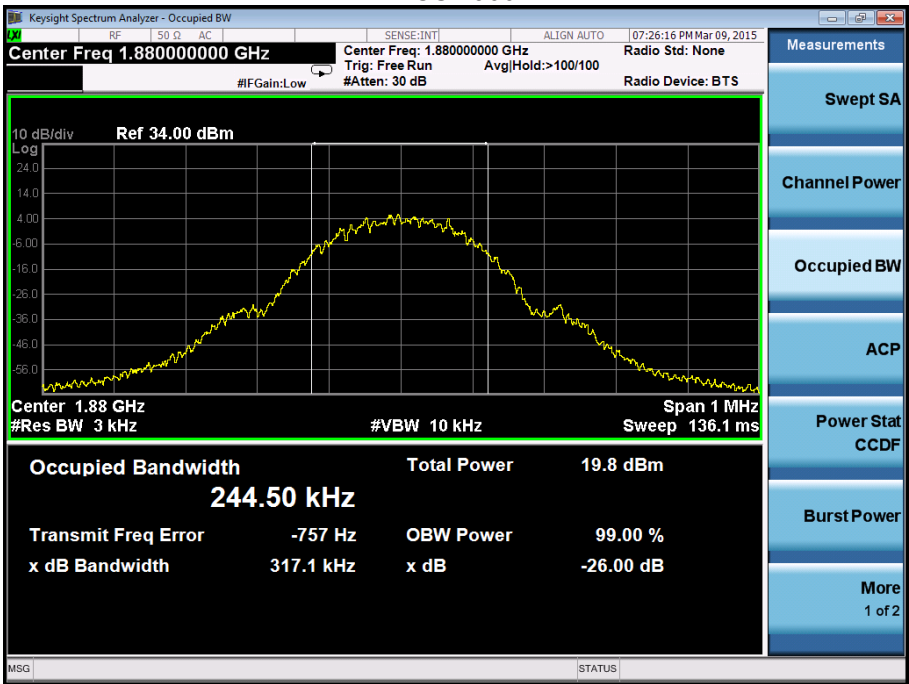 Keysight Spectrum Analyzer - Occupied BW
LXI RF 50 Ω AC SENSE:INT ALIGN AUTO 07:26:16 PM Mar 09, 2015
Center Freq 1.880000000 GHz
Center Freq: 1.880000000 GHz
Radio Std: None
Trig: Free Run Avg|Hold:>100/100
#IFGain:Low #Atten: 30 dB Radio Device: BTS
10 dB/div Ref 34.00 dBm
Log
24.0
14.0
4.00
-6.00
-16.0
-26.0
-36.0
-46.0
-56.0
Center 1.88 GHz Span 1 MHz
#Res BW 3 kHz #VBW 10 kHz Sweep 136.1 ms
Occupied Bandwidth Total Power 19.8 dBm
244.50 kHz
Transmit Freq Error -757 Hz OBW Power 99.00 %
x dB Bandwidth 317.1 kHz x dB -26.00 dB
MSG STATUS
Measurements
Swept SA
Channel Power
Occupied BW
ACP
Power Stat
CCDF
Burst Power
More
1 of 2